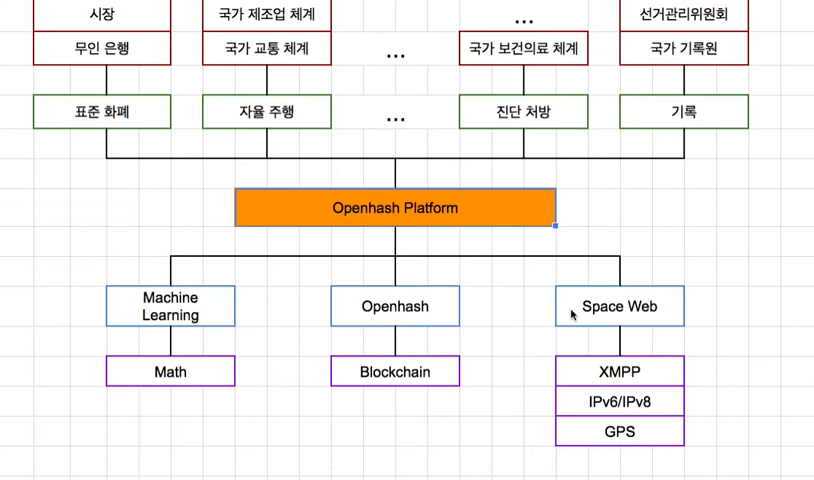 시장
국가 제조업 체계
...
선거관리위원회
무인 은행
국가 교통 체계
...
국가 보건의료 체계
국가 기록원
표준 화폐
자율 주행
...
진단 처방
기록
Openhash Platform
Machine
Learning
Openhash
Space Web
Math
Blockchain
XMPP
IPv6/IPv8
GPS